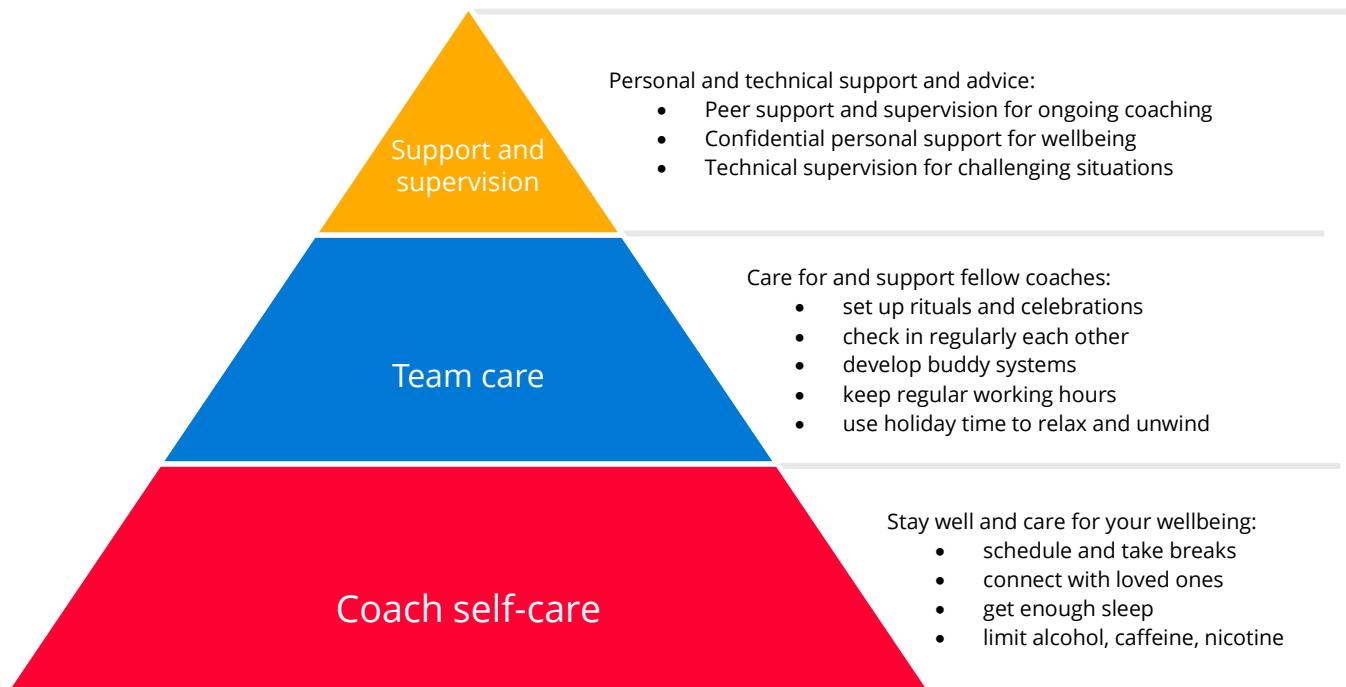 Support and
supervision
Personal and technical support and advice:
• Peer support and supervision for ongoing coaching
• Confidential personal support for wellbeing
• Technical supervision for challenging situations
Team care
Care for and support fellow coaches:
• set up rituals and celebrations
• check in regularly each other
• develop buddy systems
• keep regular working hours
• use holiday time to relax and unwind
Coach self-care
Stay well and care for your wellbeing:
• schedule and take breaks
• connect with loved ones
• get enough sleep
• limit alcohol, caffeine, nicotine